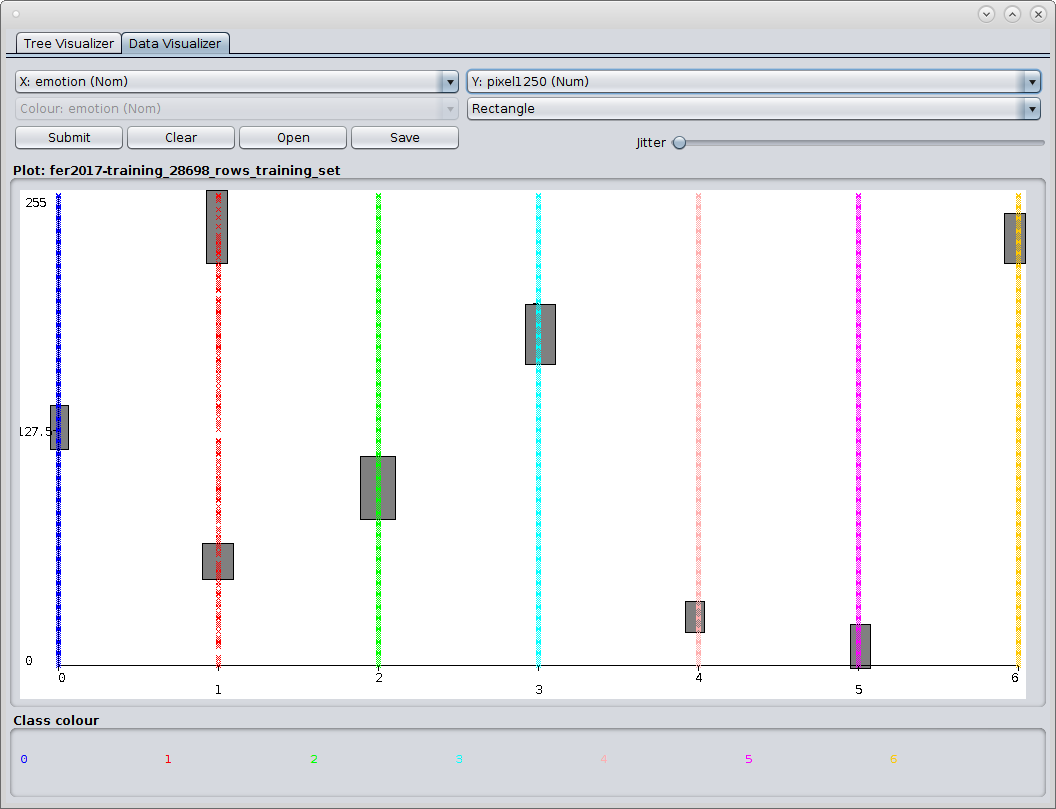 Tree Visualizer Data Visualizer
X: emotion (Nom) Y: pixel1250 (Num)
Colour: emotion (Nom) Rectangle
Submit Clear Open Save Jitter
Plot: fer2017-training_28698_rows_training_set
255
127.5
0
0 1 2 3 4 5 6
Class colour
0 1 2 3 4 5 6